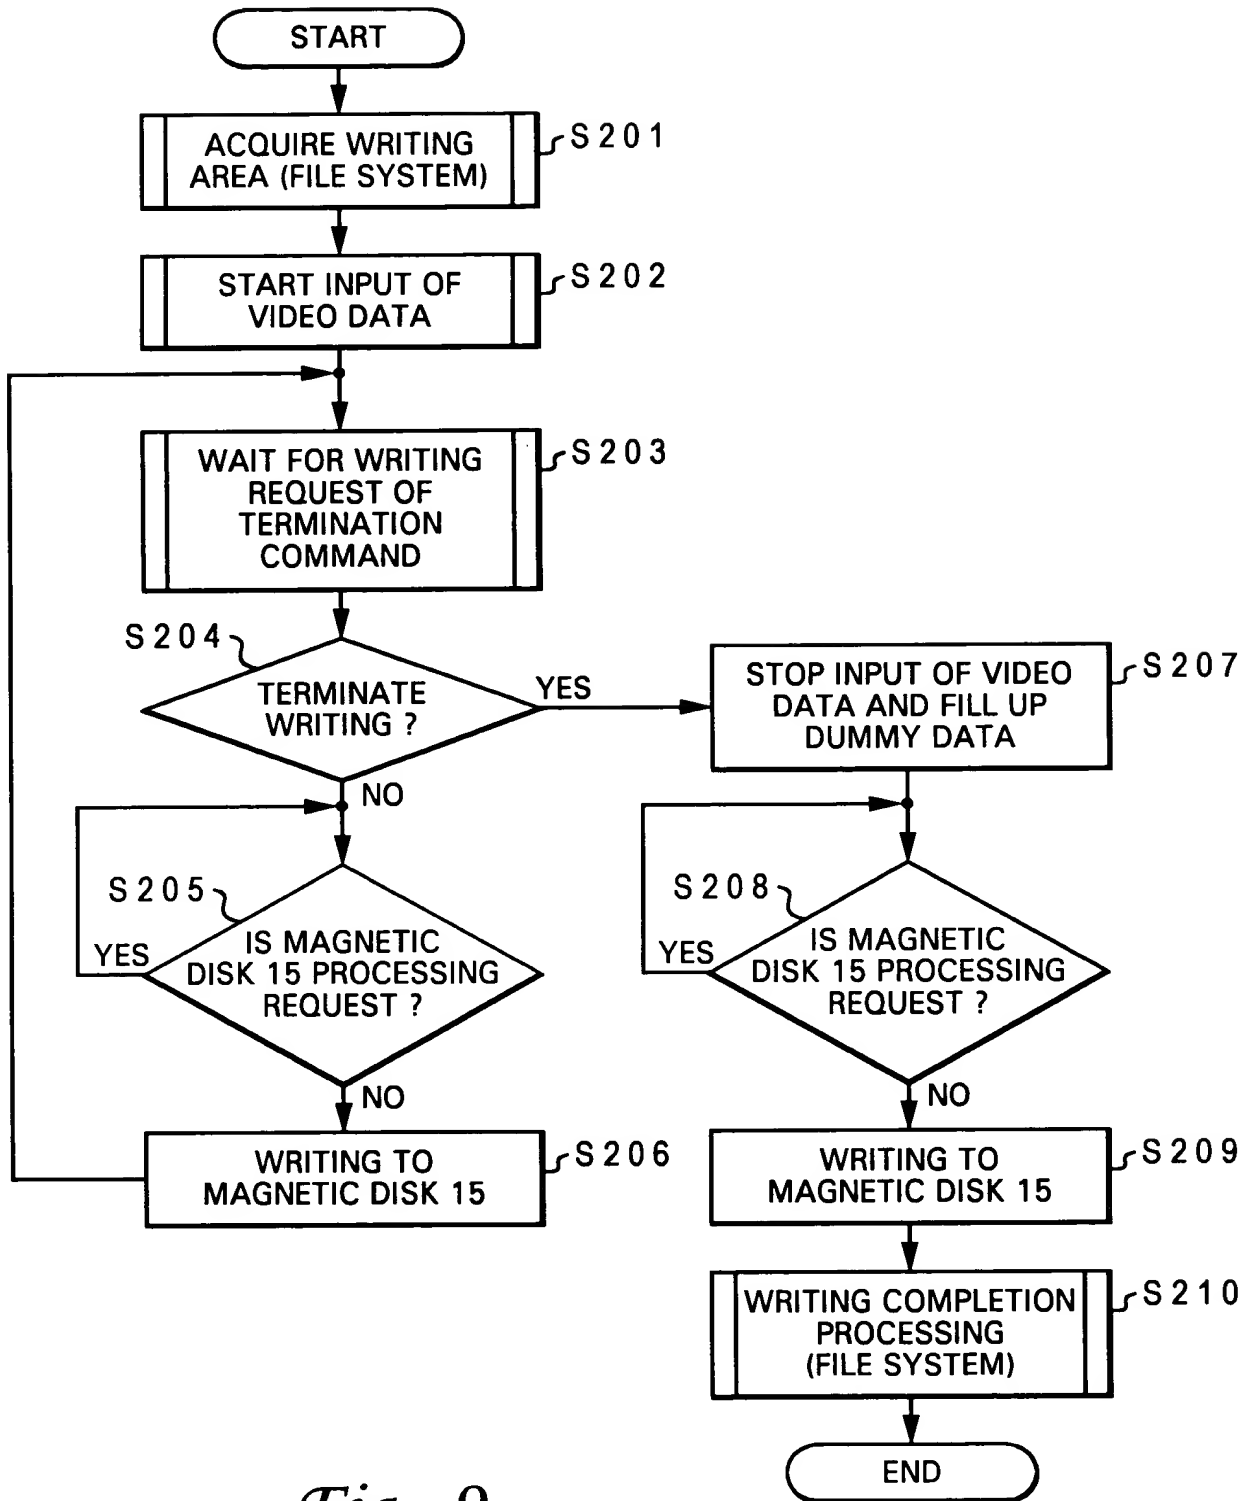 START
ACQUIRE WRITING
AREA (FILE SYSTEM)
S201
START INPUT OF
VIDEO DATA
S202
WAIT FOR WRITING
REQUEST OF
TERMINATION
COMMAND
S203
S204
TERMINATE
WRITING ?
YES
NO
S205
IS MAGNETIC
DISK 15 PROCESSING
REQUEST ?
YES
NO
WRITING TO
MAGNETIC DISK 15
S206
STOP INPUT OF VIDEO
DATA AND FILL UP
DUMMY DATA
S207
S208
IS MAGNETIC
DISK 15 PROCESSING
REQUEST ?
YES
NO
WRITING TO
MAGNETIC DISK 15
S209
WRITING COMPLETION
PROCESSING
(FILE SYSTEM)
S210
END
Fig. 9